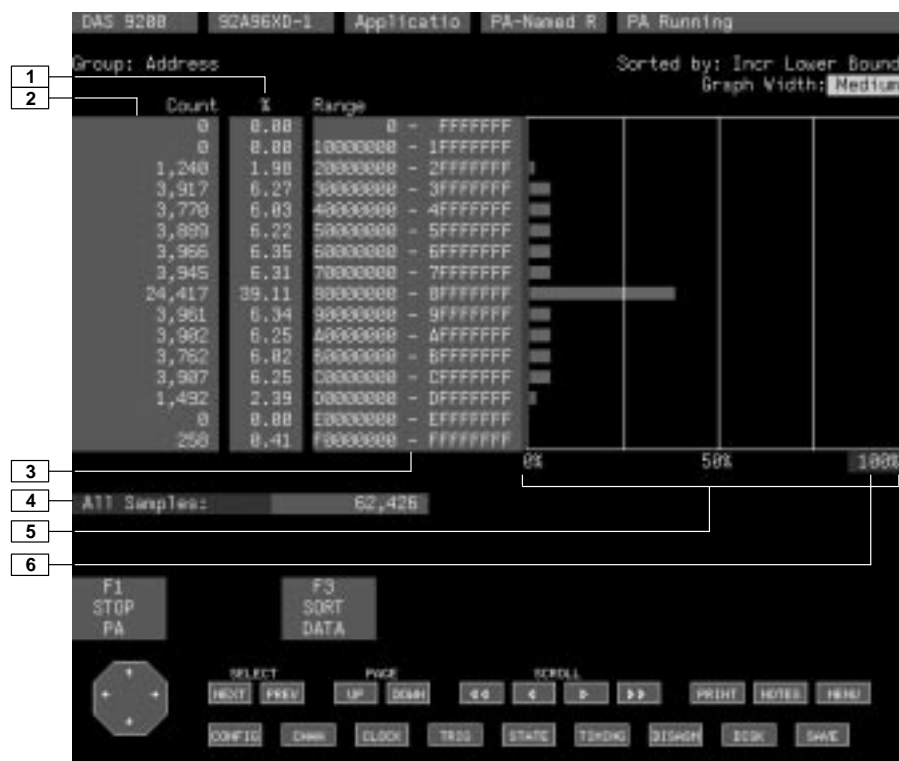 DAS 9200 92A96XD-1 Applicatio PA-Named R PA Running
Group: Address Sorted by: Incr Lower Bound
Graph Width: Medium
1
2
Count % Range
0 0.00 0 - FFFFFFF
0 0.00 10000000 - 1FFFFFFF
1,240 1.98 20000000 - 2FFFFFFF
3,917 6.27 30000000 - 3FFFFFFF
3,770 6.03 40000000 - 4FFFFFFF
3,889 6.22 50000000 - 5FFFFFFF
3,966 6.35 60000000 - 6FFFFFFF
3,945 6.31 70000000 - 7FFFFFFF
24,417 39.11 80000000 - 8FFFFFFF
3,961 6.34 90000000 - 9FFFFFFF
3,902 6.25 A0000000 - AFFFFFFF
3,762 6.02 B0000000 - BFFFFFFF
3,907 6.25 C0000000 - CFFFFFFF
1,492 2.39 D0000000 - DFFFFFFF
0 0.00 E0000000 - EFFFFFFF
258 0.41 F0000000 - FFFFFFFF
3
0% 50% 100%
4
All Samples: 62,426
5
6
F1 STOP PA
F3 SORT DATA
SELECT PAGE SCROLL
NEXT PREV UP DOWN PRINT NOTES MENU
CONFIG CHAN CLOCK TRIG STATE TIMING DISASM DISK SAVE